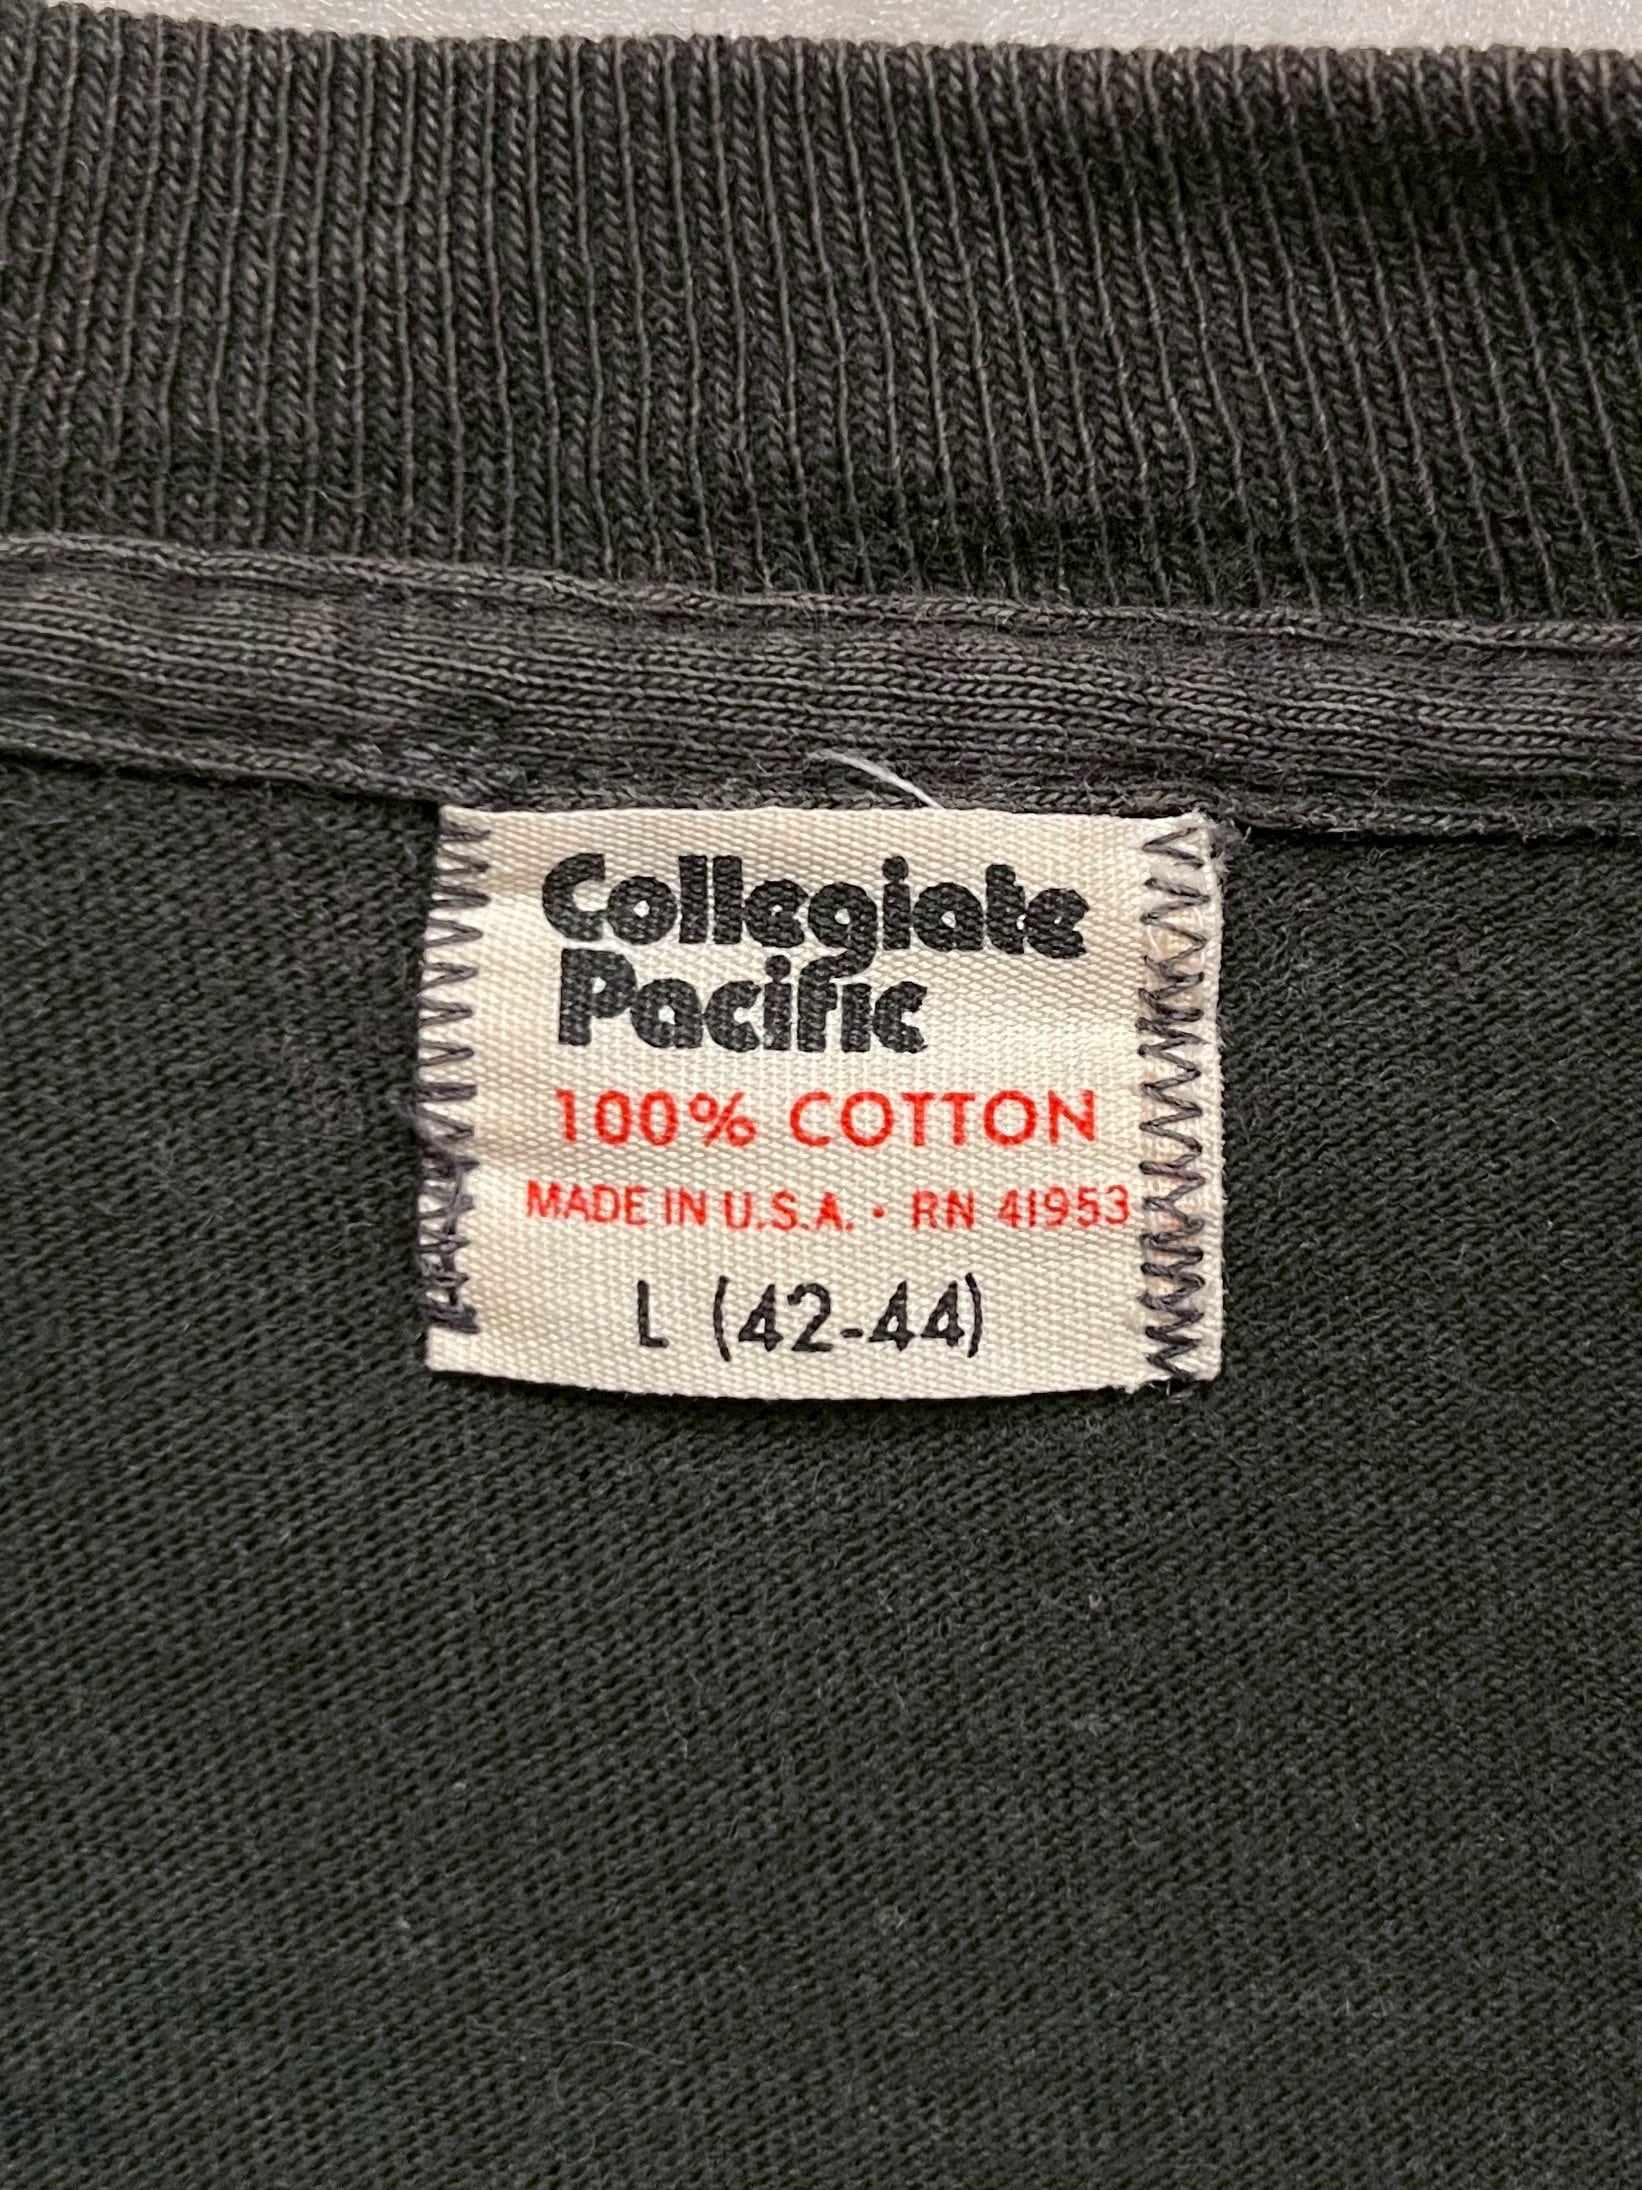 Collegiate
Pacific
100% COTTON
MADE IN U.S.A. · RN 41953
L (42-44)